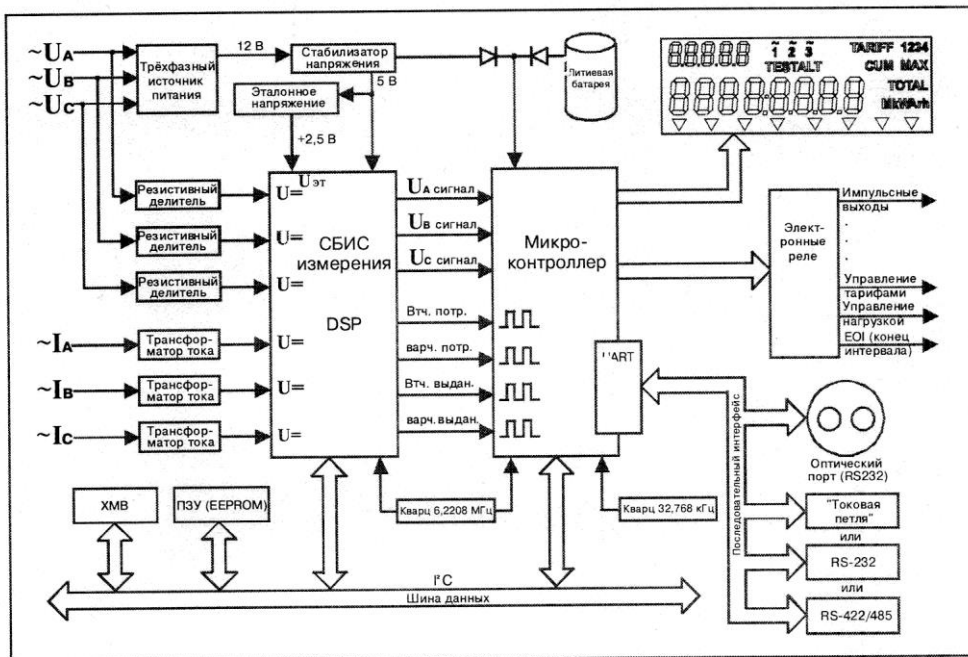 ~UA
~UB
~UC
Трёхфазный
источник
питания
12 В
Стабилизатор
напряжения
5 В
Эталонное
напряжение
+2,5 В
Литиевая
батарея
88888
1 2 3
TARIFF 1234
TESTALT
CUM MAX
TOTAL
MkWArh
Резистивный
делитель
Резистивный
делитель
Резистивный
делитель
~IA
Трансфор-
матор тока
~IB
Трансфор-
матор тока
~IC
Трансфор-
матор тока
U эт
U=
U=
U=
U=
U=
U=
СБИС
измерения
DSP
UA сигнал
UB сигнал
UC сигнал
Втч. потр.
варч. потр.
Втч. выдан.
варч. выдан.
Микро-
контроллер
UART
Элект-
ронные
реле
Импульсные
выходы
Управление
тарифами
Управление
нагрузкой
EOI (конец
интервала)
Последовательный интерфейс
Оптический
порт (RS232)
"Токовая
петля"
или
RS-232
или
RS-422/485
ХМВ
ПЗУ (EEPROM)
Кварц 6,2208 МГц
Кварц 32,768 кГц
I²C
Шина данных